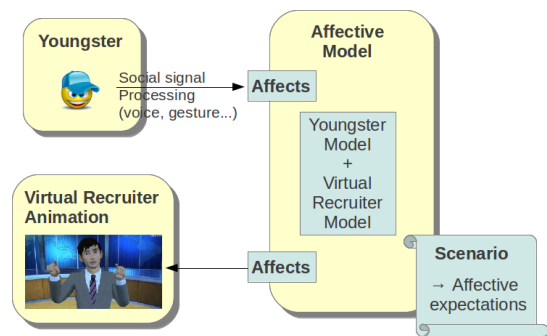 Youngster
Social signal
Processing
(voice, gesture...)
Affective
Model
Affects
Youngster
Model
+
Virtual
Recruiter
Model
Affects
Virtual Recruiter
Animation
Scenario
→ Affective
expectations